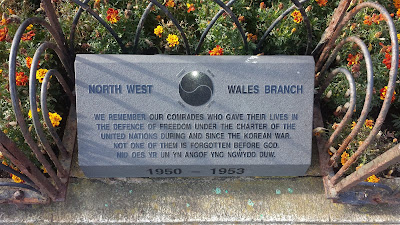 NORTH WEST WALES BRANCH
WE REMEMBER OUR COMRADES WHO GAVE THEIR LIVES IN
THE DEFENCE OF FREEDOM UNDER THE CHARTER OF THE
UNITED NATIONS DURING AND SINCE THE KOREAN WAR.
NOT ONE OF THEM IS FORGOTTEN BEFORE GOD.
NID OES YR UN YN ANGOF YNG NGWYDD DUW.
1950 - 1953